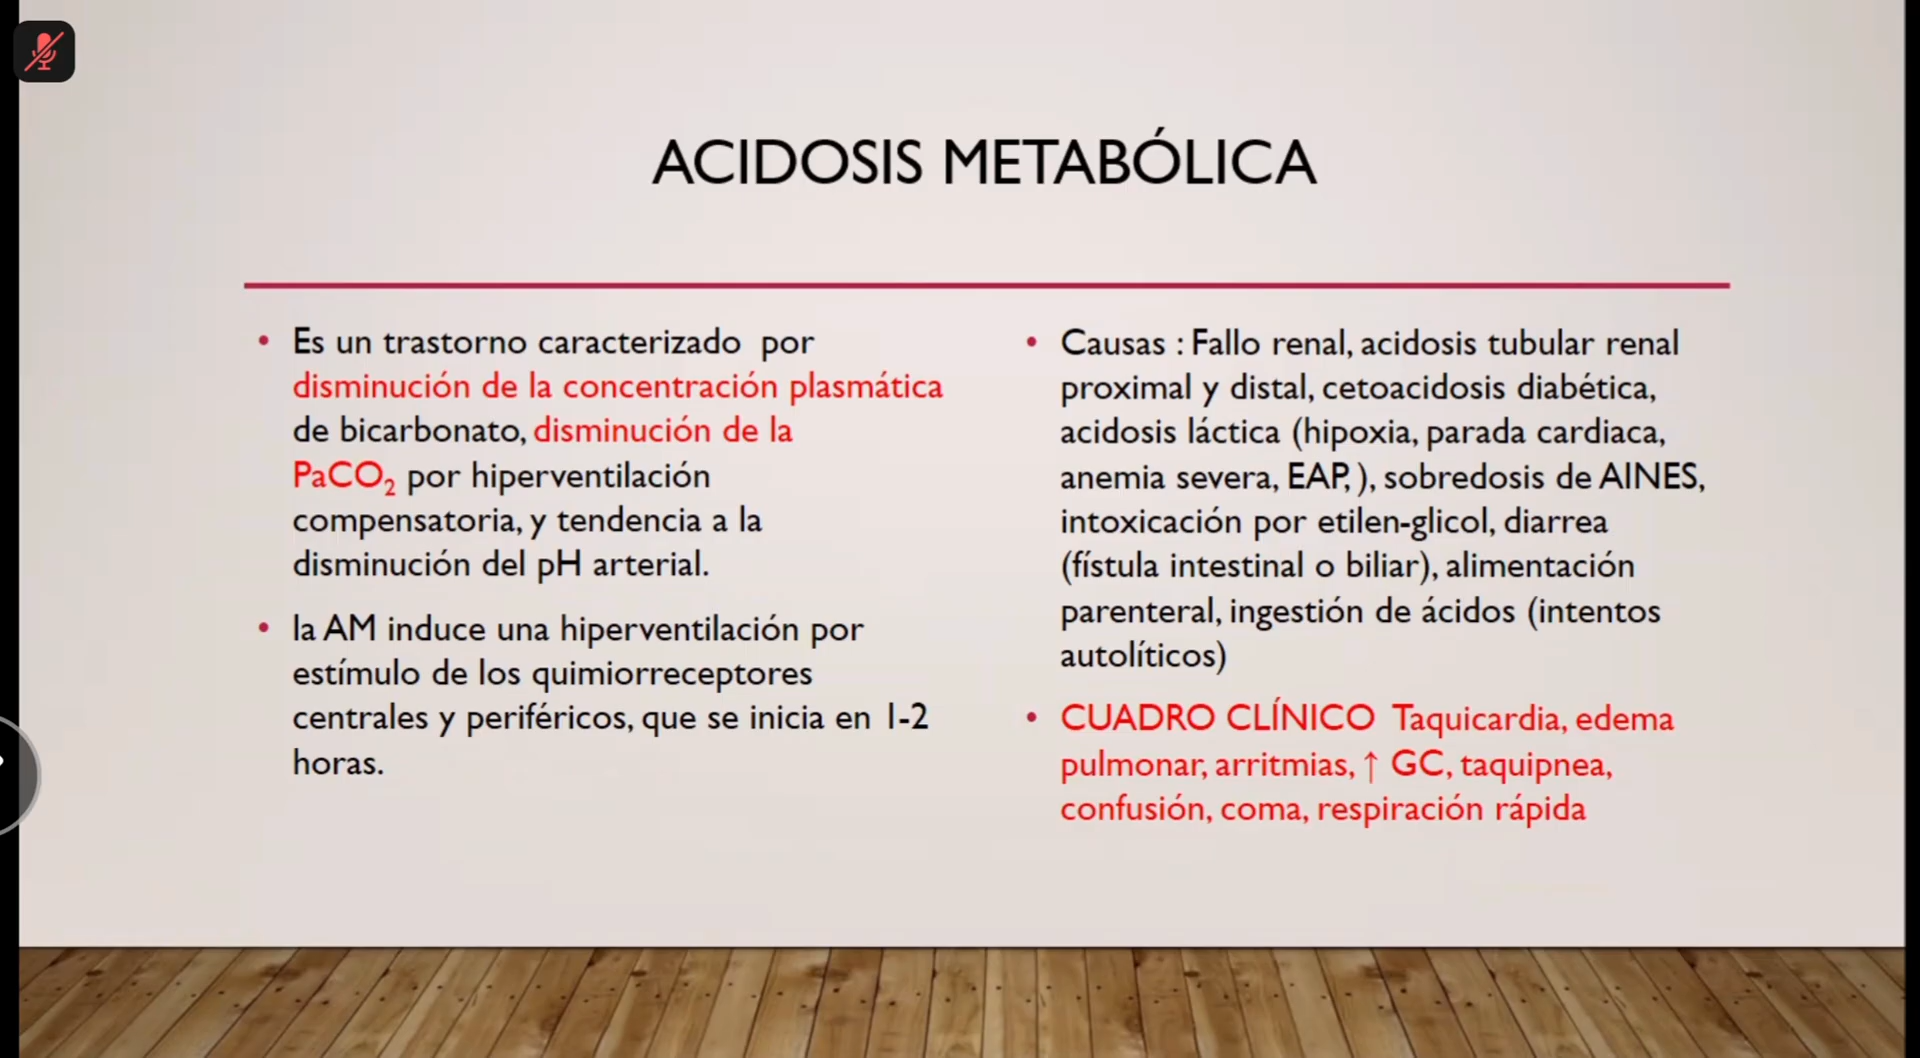 ACIDOSIS METABÓLICA
• Es un trastorno caracterizado por
disminución de la concentración plasmática
de bicarbonato, disminución de la
PaCO₂ por hiperventilación
compensatoria, y tendencia a la
disminución del pH arterial.
• la AM induce una hiperventilación por
estímulo de los quimiorreceptores
centrales y periféricos, que se inicia en 1-2
horas.
• Causas : Fallo renal, acidosis tubular renal
proximal y distal, cetoacidosis diabética,
acidosis láctica (hipoxia, parada cardiaca,
anemia severa, EAP, ), sobredosis de AINES,
intoxicación por etilen-glicol, diarrea
(fístula intestinal o biliar), alimentación
parenteral, ingestión de ácidos (intentos
autolíticos)
• CUADRO CLÍNICO Taquicardia, edema
pulmonar, arritmias, ↑ GC, taquipnea,
confusión, coma, respiración rápida